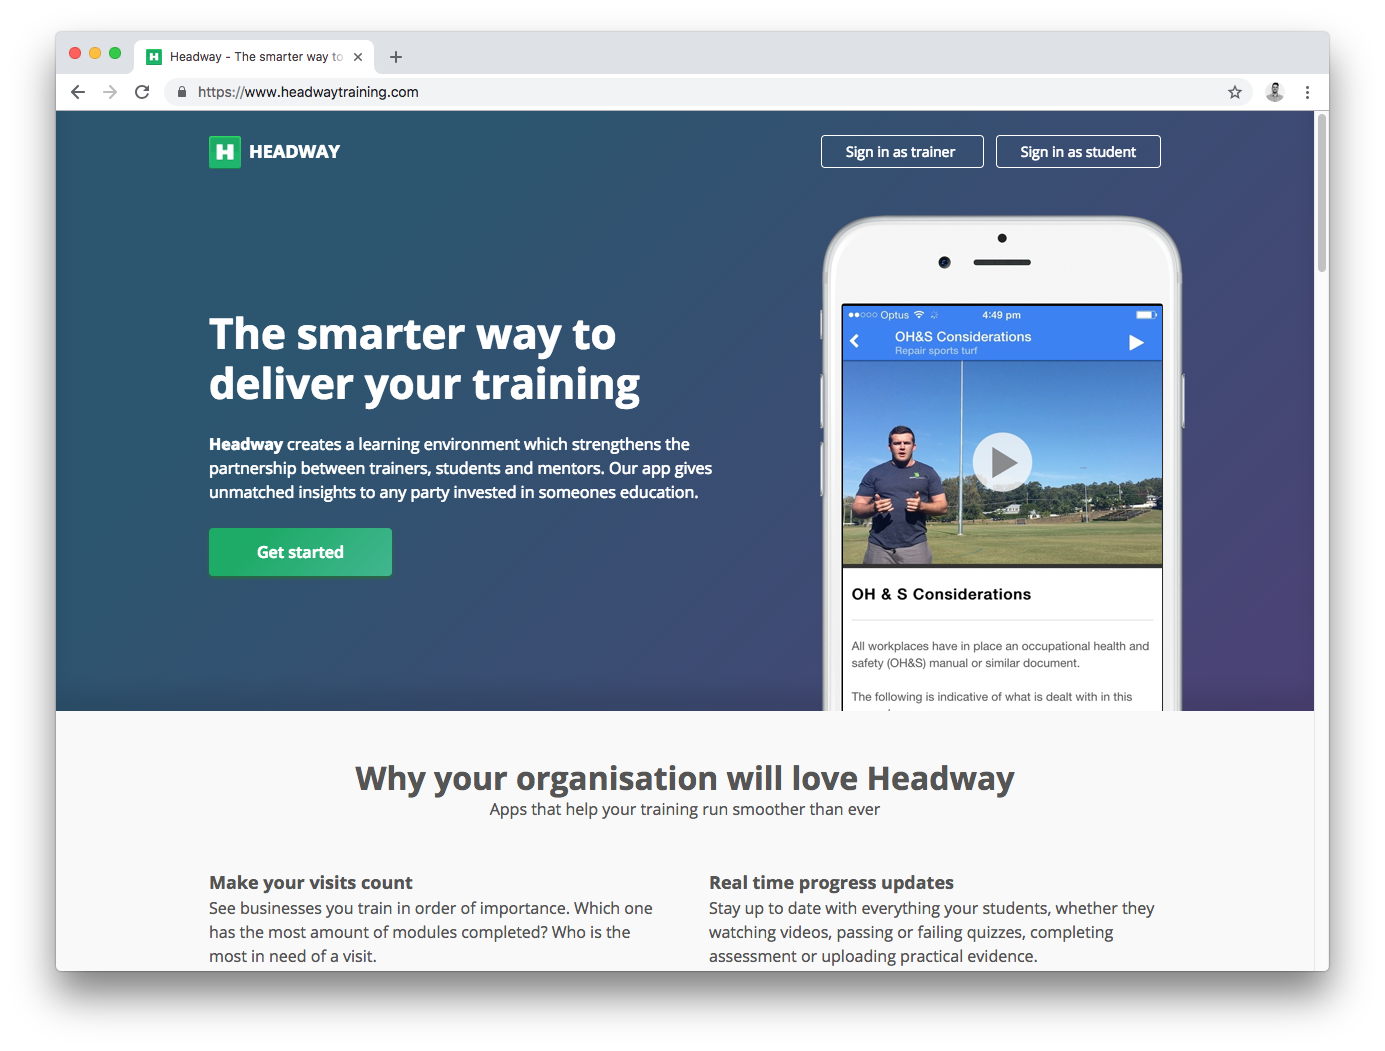 Headway - The smarter way to
https://www.headwaytraining.com
H HEADWAY
Sign in as trainer
Sign in as student
The smarter way to
deliver your training
Headway creates a learning environment which strengthens the
partnership between trainers, students and mentors. Our app gives
unmatched insights to any party invested in someones education.
Get started
Optus 4:49 pm
OH&S Considerations
Repair sports turf
OH & S Considerations
All workplaces have in place an occupational health and
safety (OH&S) manual or similar document.
The following is indicative of what is dealt with in this
Why your organisation will love Headway
Apps that help your training run smoother than ever
Make your visits count
See businesses you train in order of importance. Which one
has the most amount of modules completed? Who is the
most in need of a visit.
Real time progress updates
Stay up to date with everything your students, whether they
watching videos, passing or failing quizzes, completing
assessment or uploading practical evidence.